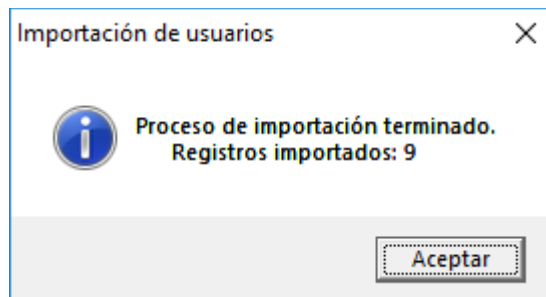 Importación de usuarios
Proceso de importación terminado.
Registros importados: 9
Aceptar